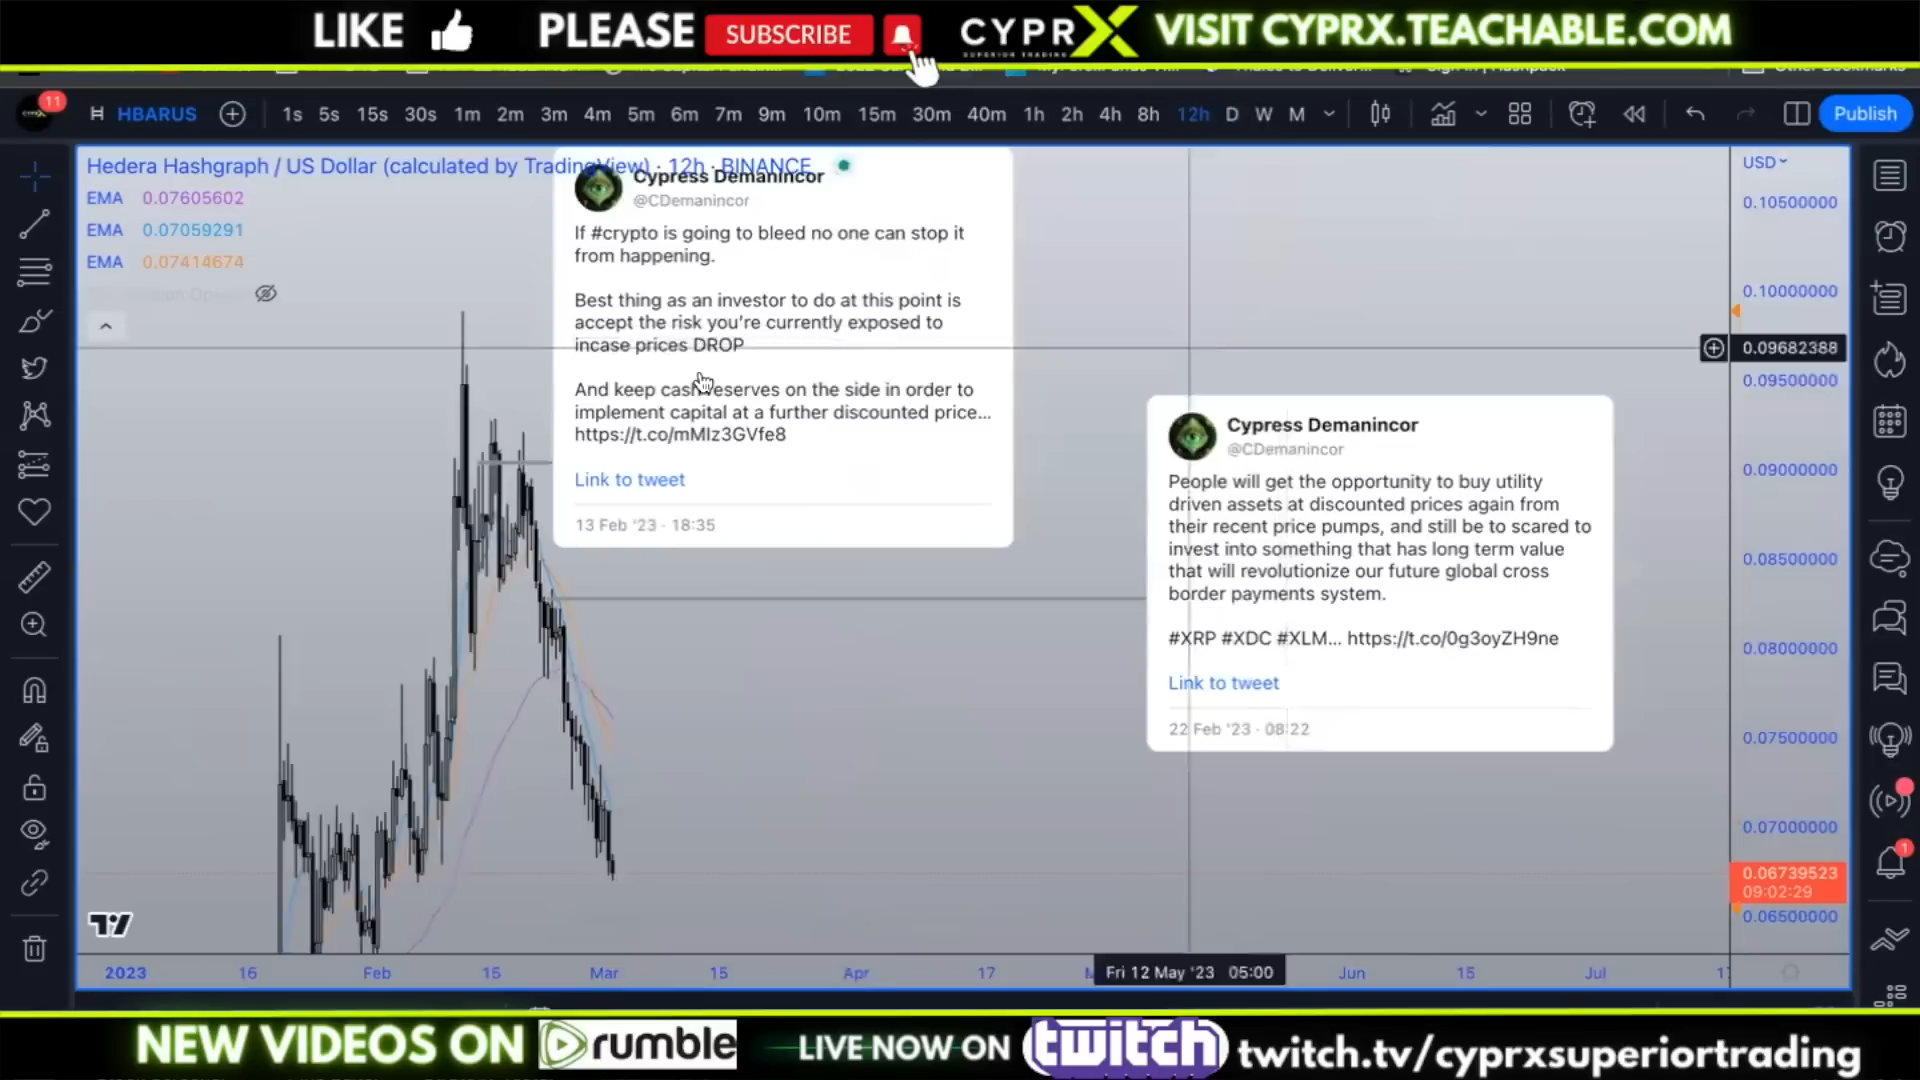 LIKE PLEASE SUBSCRIBE CYPRX SUPERIOR TRADING VISIT CYPRX.TEACHABLE.COM
11 HBARUS 1s 5s 15s 30s 1m 2m 3m 4m 5m 6m 7m 9m 10m 15m 30m 40m 1h 2h 4h 8h 12h D W M Publish
Hedera Hashgraph / US Dollar (calculated by TradingView) · 12h · BINANCE
EMA 0.07605602
EMA 0.07059291
EMA 0.07414674
Cypress Demanincor
@CDemanincor
If #crypto is going to bleed no one can stop it
from happening.
Best thing as an investor to do at this point is
accept the risk you're currently exposed to
incase prices DROP
And keep cash reserves on the side in order to
implement capital at a further discounted price...
https://t.co/mMIz3GVfe8
Link to tweet
13 Feb '23 - 18:35
Cypress Demanincor
@CDemanincor
People will get the opportunity to buy utility
driven assets at discounted prices again from
their recent price pumps, and still be to scared to
invest into something that has long term value
that will revolutionize our future global cross
border payments system.
#XRP #XDC #XLM... https://t.co/0g3oyZH9ne
Link to tweet
22 Feb '23 - 08:22
USD
0.10500000
0.10000000
0.09682388
0.09500000
0.09000000
0.08500000
0.08000000
0.07500000
0.07000000
0.06739523
09:02:29
0.06500000
1
2023 16 Feb 15 Mar 15 Apr 17 Fri 12 May '23 05:00 Jun 15 Jul
NEW VIDEOS ON rumble LIVE NOW ON twitch twitch.tv/cyprxsuperiortrading